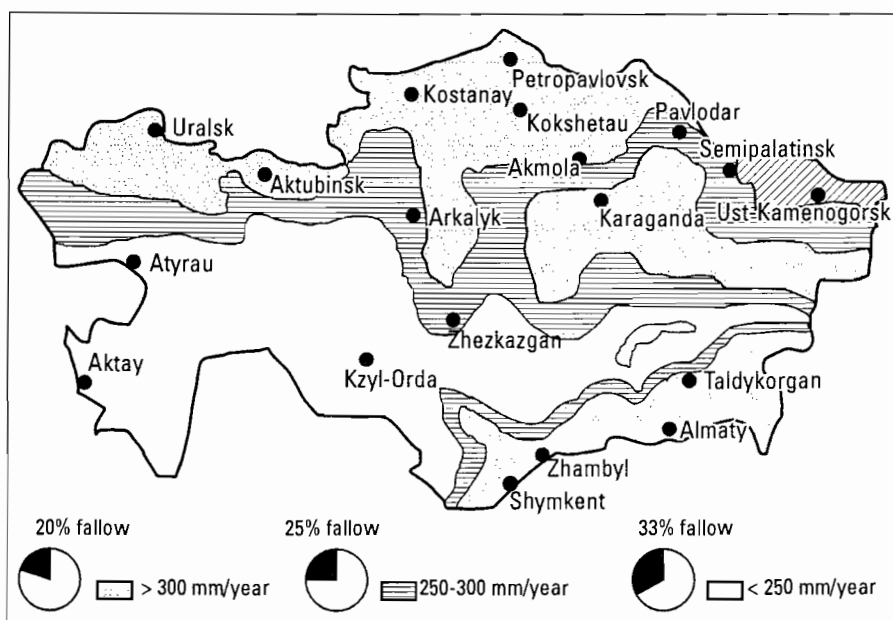 Petropavlovsk
Kostanay
Kokshetau
Pavlodar
Uralsk
Semipalatinsk
Akmola
Aktubinsk
Karaganda
Ust-Kamenogorsk
Arkalyk
Atyrau
Zhezkazgan
Aktay
Kzyl-Orda
Taldykorgan
Almaty
Zhambyl
Shymkent
20% fallow
25% fallow
33% fallow
> 300 mm/year
250-300 mm/year
< 250 mm/year